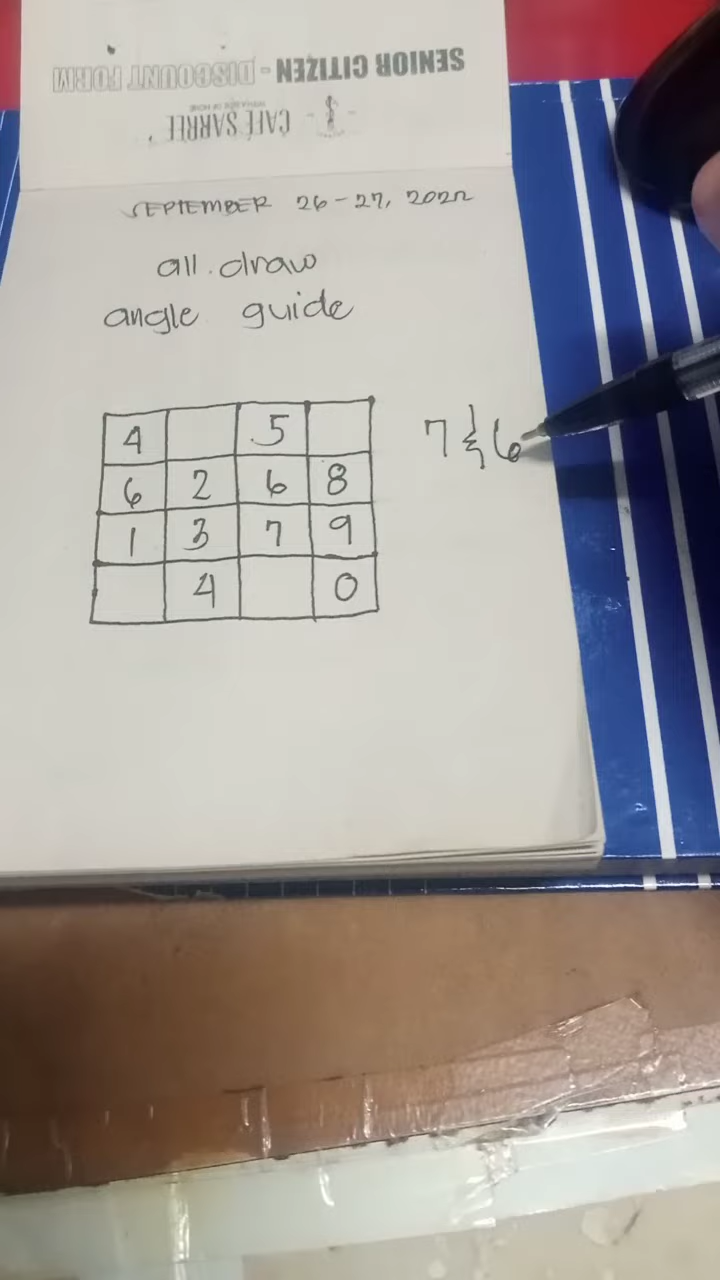 SENIOR CITIZEN - DISCOUNT FORM
CAFÉ SARREE
SEPTEMBER 26-27, 2022
all draw
angle guide
4 5
6 2 6 8
1 3 7 9
4 0
7 & 6